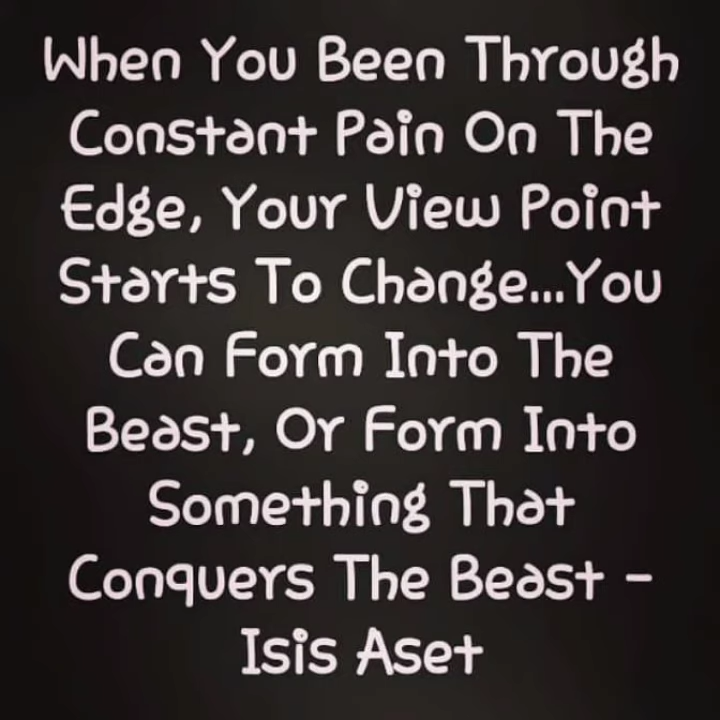 When You Been Through
Constant Pain On The
Edge, Your View Point
Starts To Change...You
Can Form Into The
Beast, Or Form Into
Something That
Conquers The Beast -
Isis Aset